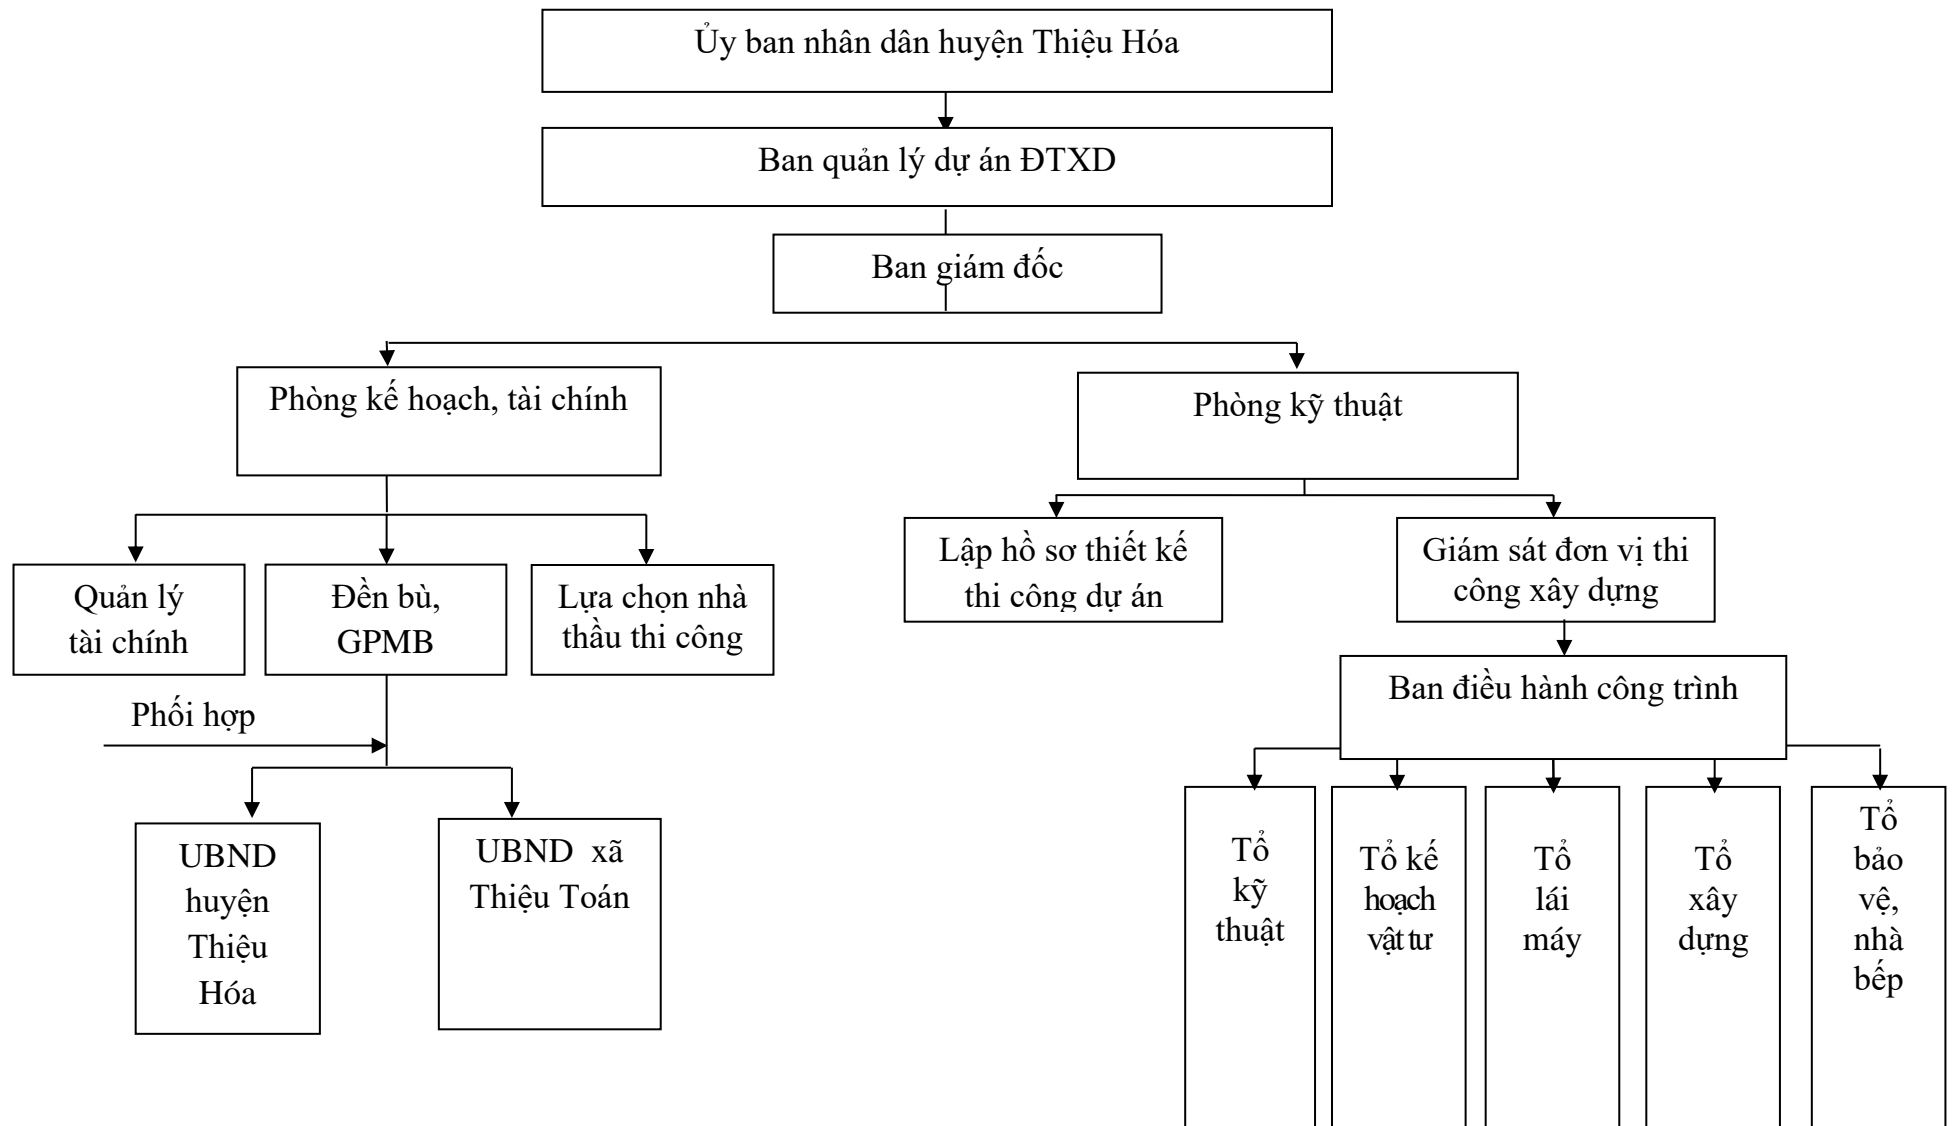 Ủy ban nhân dân huyện Thiệu Hóa
Ban quản lý dự án ĐTXD
Ban giám đốc
Phòng kế hoạch, tài chính
Phòng kỹ thuật
Quản lý
tài chính
Đền bù,
GPMB
Lựa chọn nhà
thầu thi công
Lập hồ sơ thiết kế
thi công dự án
Giám sát đơn vị thi
công xây dựng
Phối hợp
Ban điều hành công trình
UBND
huyện
Thiệu
Hóa
UBND xã
Thiệu Toán
Tổ
kỹ
thuật
Tổ kế
hoạch
vật tư
Tổ
lái
máy
Tổ
xây
dựng
Tổ
bảo
vệ,
nhà
bếp